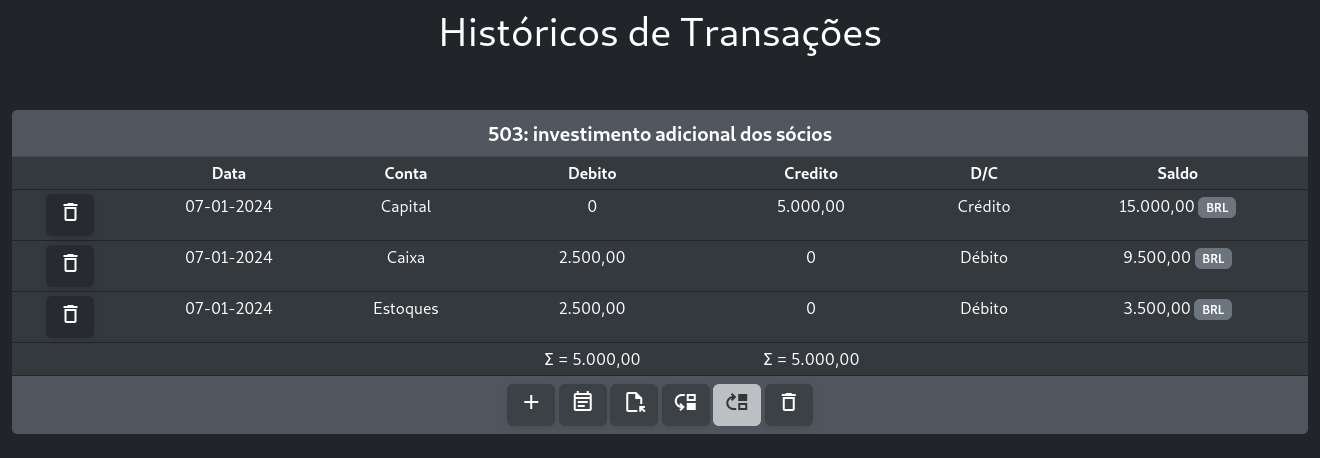 Históricos de Transações
503: investimento adicional dos sócios
Data Conta Debito Credito D/C Saldo
07-01-2024 Capital 0 5.000,00 Crédito 15.000,00 BRL
07-01-2024 Caixa 2.500,00 0 Débito 9.500,00 BRL
07-01-2024 Estoques 2.500,00 0 Débito 3.500,00 BRL
Σ = 5.000,00 Σ = 5.000,00